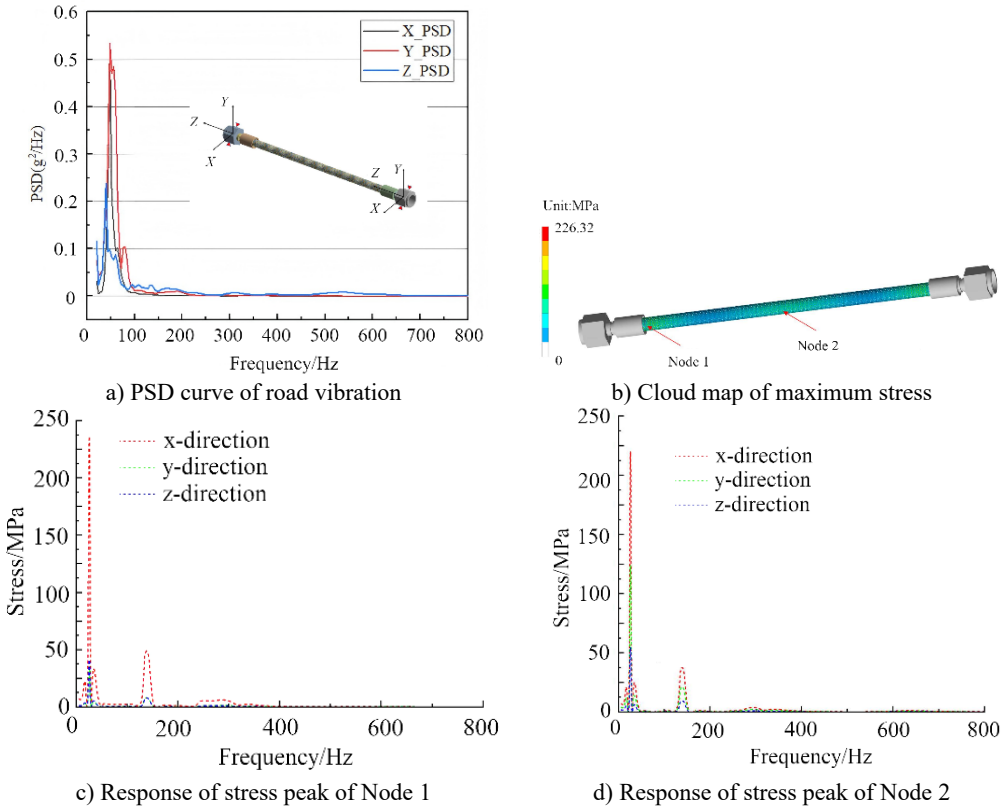 0.6
0.5
0.4
0.3
0.2
0.1
0
PSD(g²/Hz)
X_PSD
Y_PSD
Z_PSD
Y
Z
X
Z
Y
X
0 100 200 300 400 500 600 700 800
Frequency/Hz
a) PSD curve of road vibration
Unit:MPa
226.32
0
Node 1
Node 2
b) Cloud map of maximum stress
250
200
150
100
50
0
Stress/MPa
x-direction
y-direction
z-direction
0 200 400 600 800
Frequency/Hz
c) Response of stress peak of Node 1
250
200
150
100
50
0
Stress/MPa
x-direction
y-direction
z-direction
0 200 400 600 800
Frequency/Hz
d) Response of stress peak of Node 2